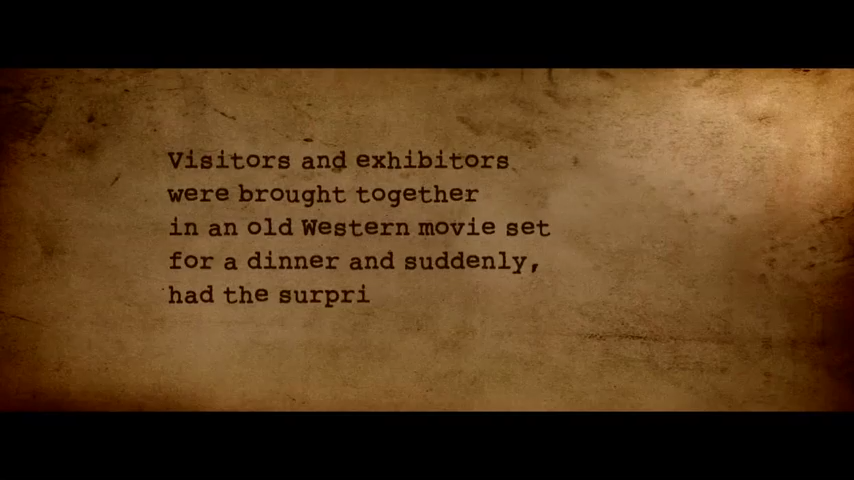 Visitors and exhibitors
were brought together
in an old Western movie set
for a dinner and suddenly,
had the surpri